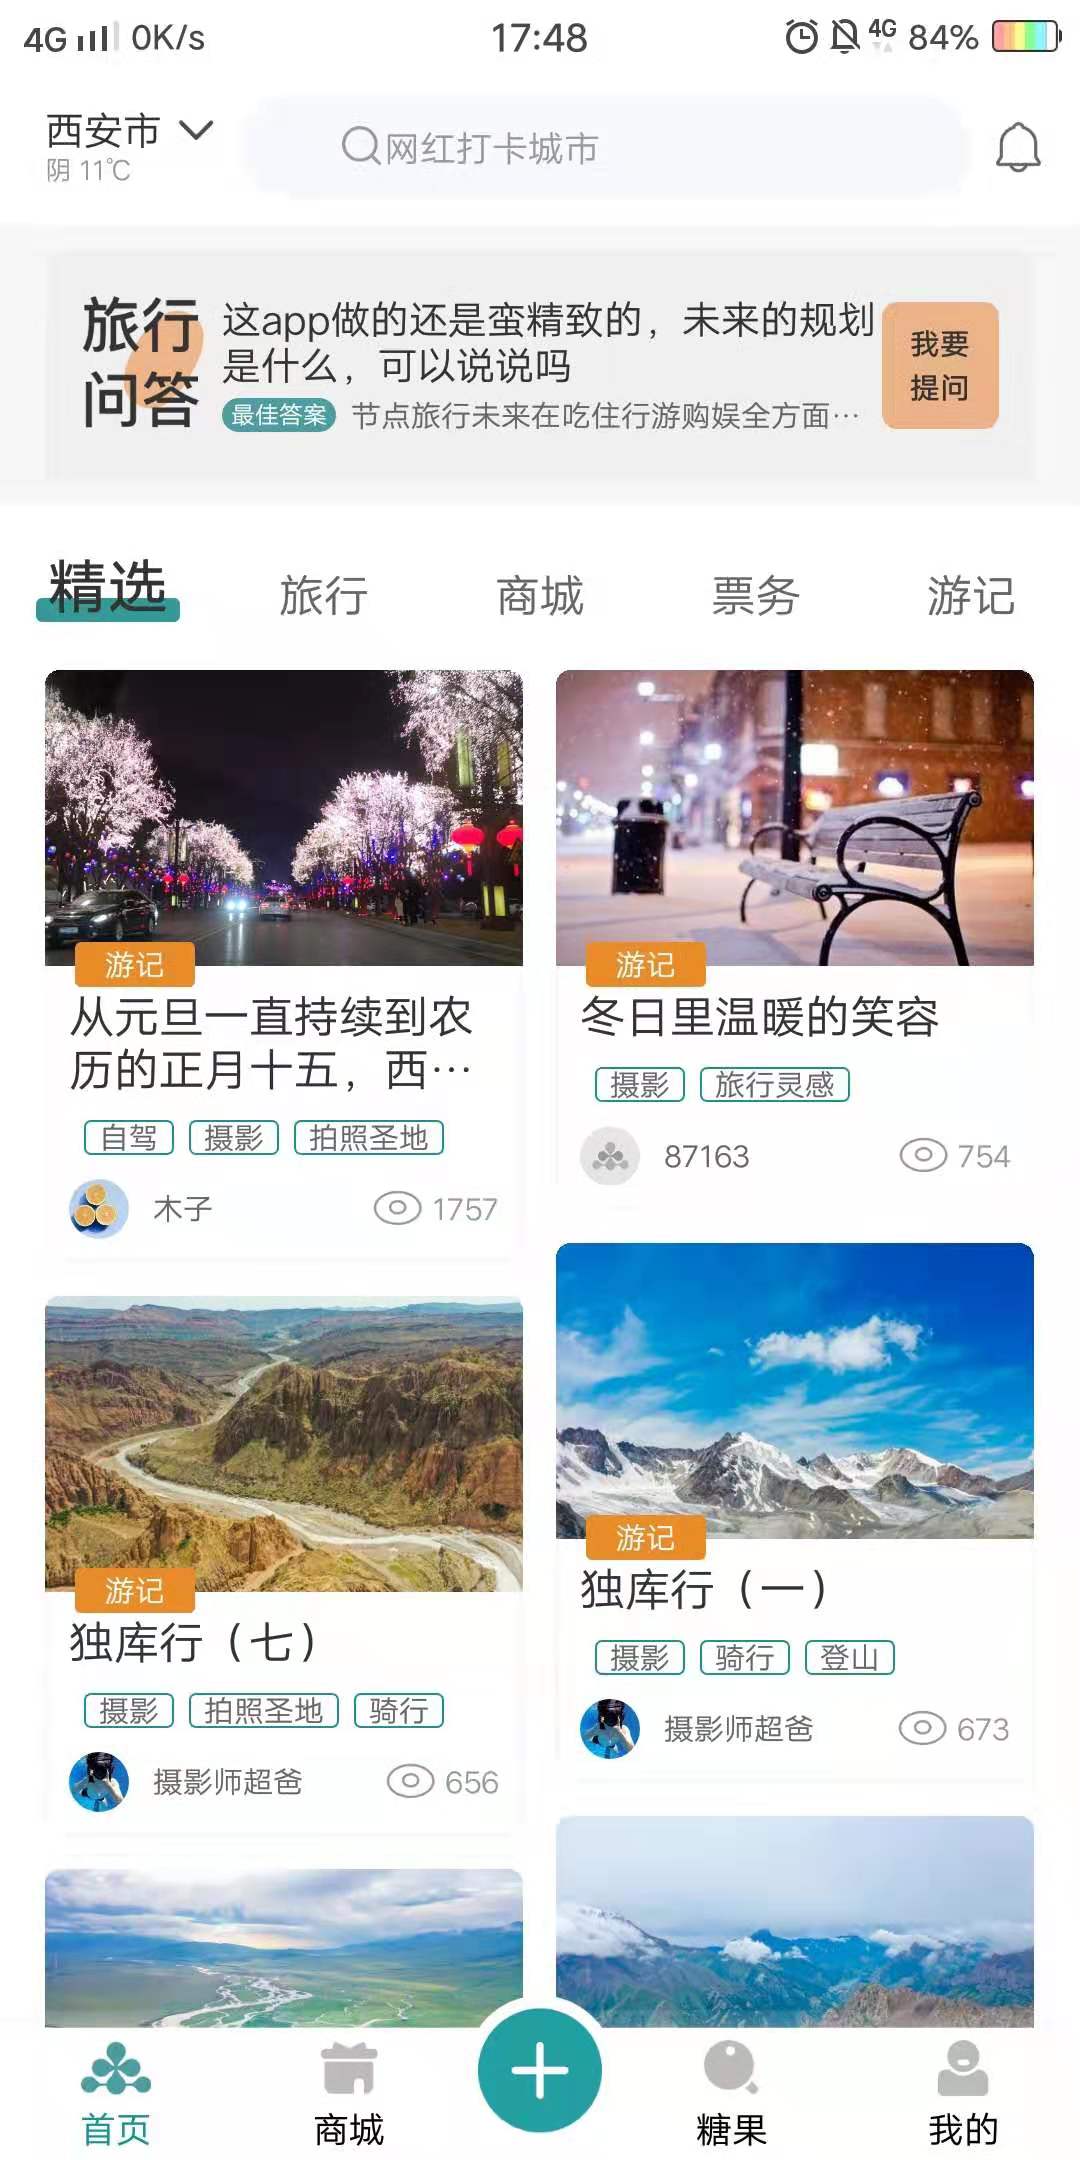 4G 0K/s 17:48 4G 84%
西安市
阴 11℃
网红打卡城市
旅行
问答
这app做的还是蛮精致的，未来的规划
是什么，可以说说吗
最佳答案 节点旅行未来在吃住行游购娱全方面…
我要
提问
精选 旅行 商城 票务 游记
游记
从元旦一直持续到农
历的正月十五，西…
自驾 摄影 拍照圣地
木子 1757
游记
冬日里温暖的笑容
摄影 旅行灵感
87163 754
游记
独库行（七）
摄影 拍照圣地 骑行
摄影师超爸 656
游记
独库行（一）
摄影 骑行 登山
摄影师超爸 673
首页 商城 糖果 我的